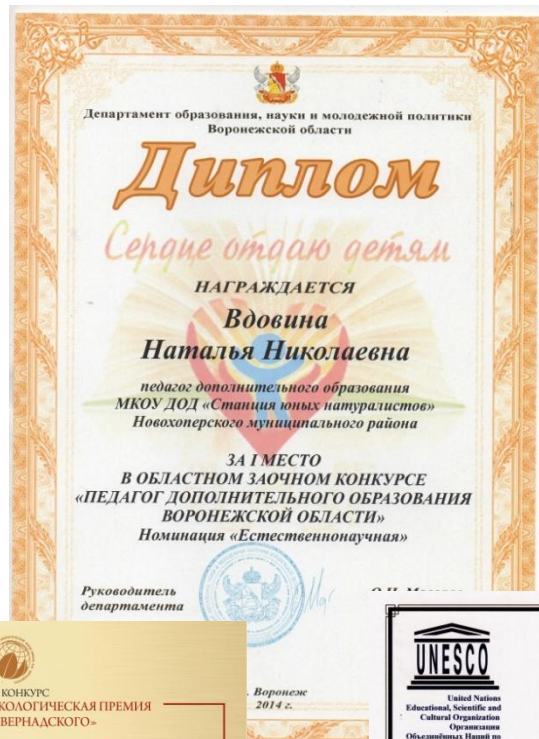 Департамент образования, науки и молодежной политики
Воронежской области
Диплом
Сердце отдаю детям
НАГРАЖДАЕТСЯ
Вдовина
Наталья Николаевна
педагог дополнительного образования
МКОУ ДОД «Станция юных натуралистов»
Новохоперского муниципального района
ЗА I МЕСТО
В ОБЛАСТНОМ ЗАОЧНОМ КОНКУРСЕ
«ПЕДАГОГ ДОПОЛНИТЕЛЬНОГО ОБРАЗОВАНИЯ
ВОРОНЕЖСКОЙ ОБЛАСТИ»
Номинация «Естественнонаучная»
Руководитель
департамента
Воронеж
2014 г.
КОНКУРС
ПРЕМИЯ
ВЕРНАДСКОГО»
UNESCO
United Nations
Educational, Scientific and
Cultural Organization
Организация
Объединённых Наций по